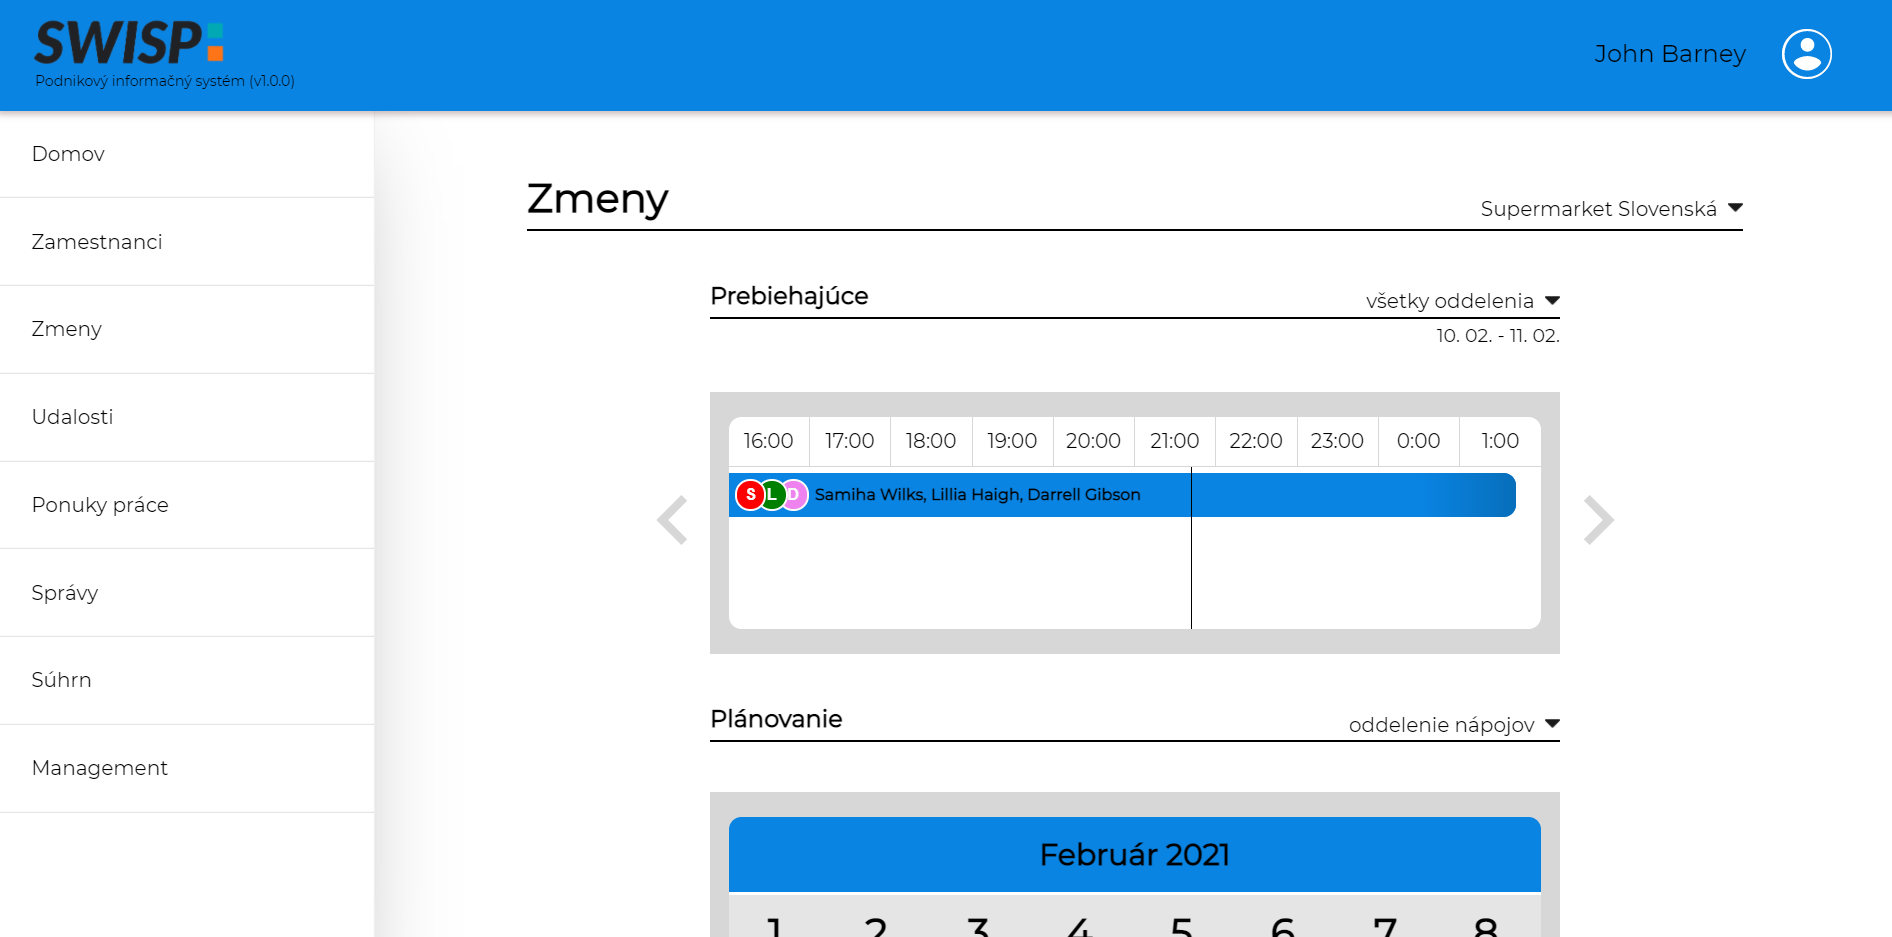 SWISP
Podnikový informačný systém (v1.0.0)
John Barney
Domov
Zamestnanci
Zmeny
Udalosti
Ponuky práce
Správy
Súhrn
Management
Zmeny
Supermarket Slovenská
Prebiehajúce
všetky oddelenia
10. 02. - 11. 02.
16:00 17:00 18:00 19:00 20:00 21:00 22:00 23:00 0:00 1:00
S L D Samiha Wilks, Lillia Haigh, Darrell Gibson
Plánovanie
oddelenie nápojov
Február 2021
1 2 3 4 5 6 7 8